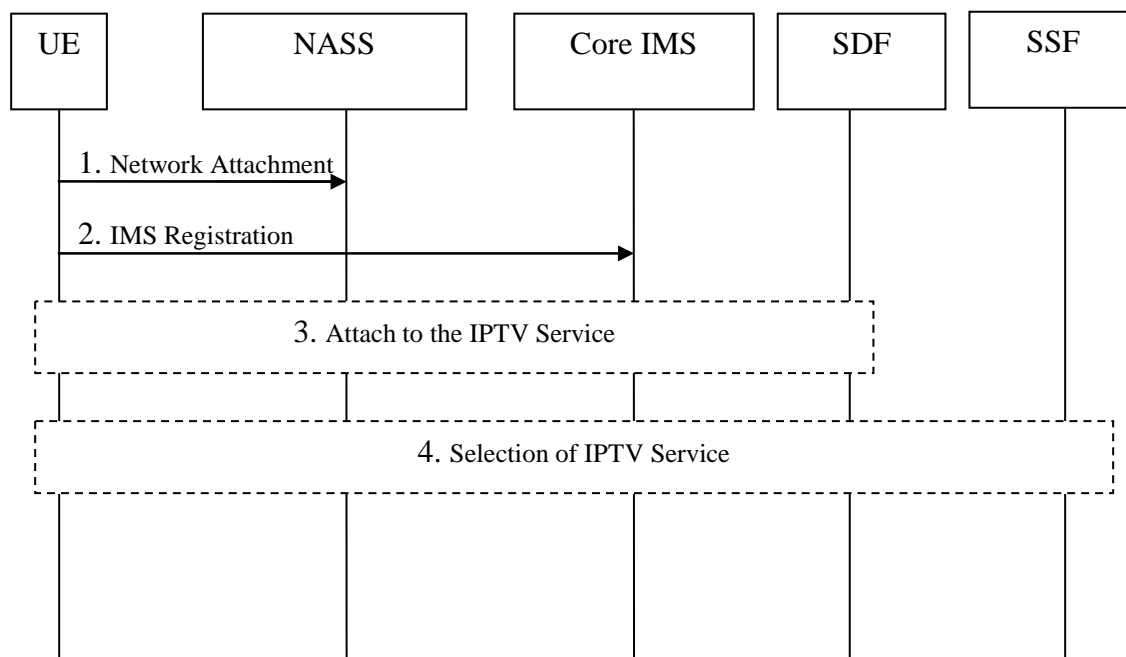 UE
NASS
Core IMS
SDF
SSF
1. Network Attachment
2. IMS Registration
3. Attach to the IPTV Service
4. Selection of IPTV Service